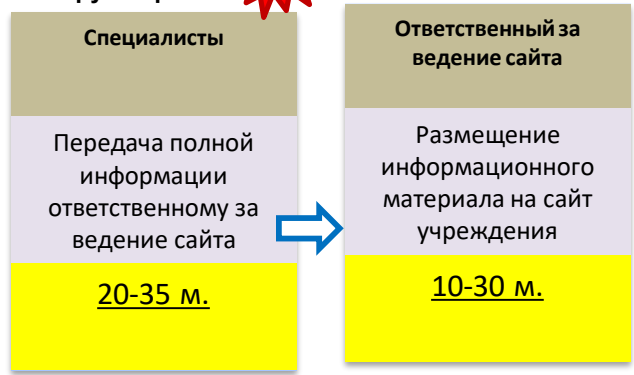 Специалисты
Передача полной
информации
ответственному за
ведение сайта
20-35 м.
Ответственный за
ведение сайта
Размещение
информационного
материала на сайт
учреждения
10-30 м.